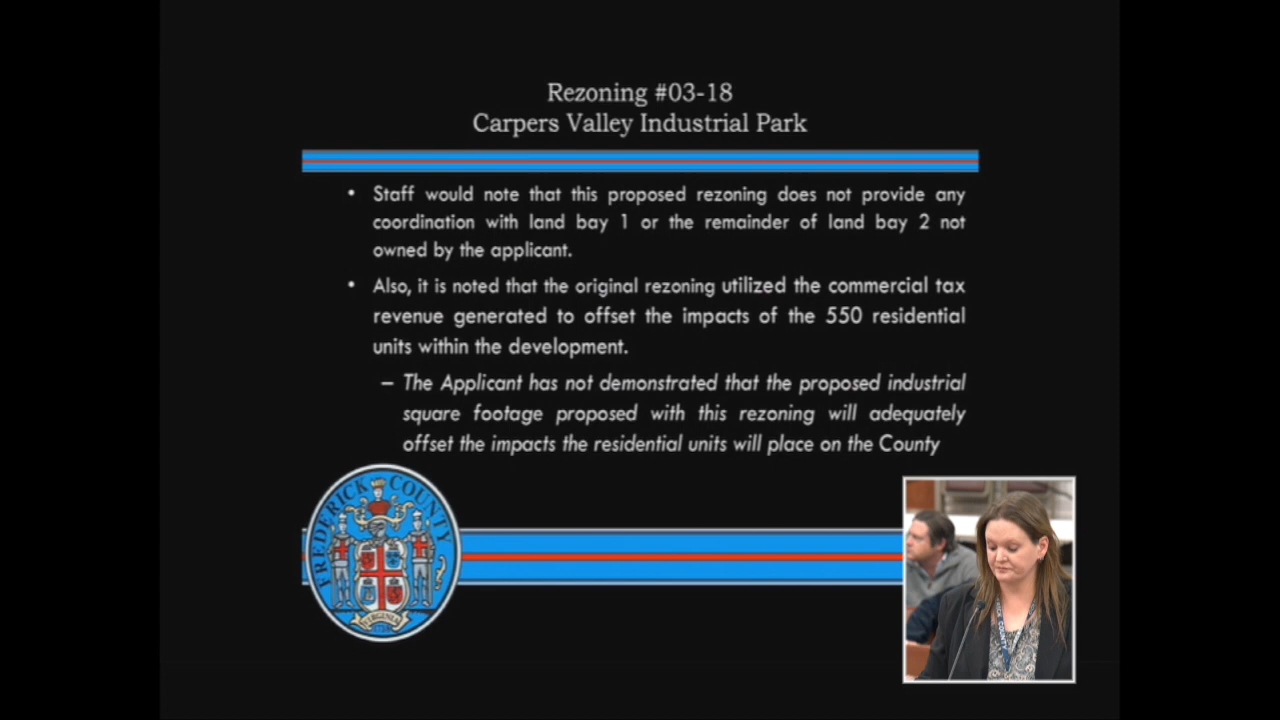 Rezoning #03-18
Carpers Valley Industrial Park
• Staff would note that this proposed rezoning does not provide any
coordination with land bay 1 or the remainder of land bay 2 not
owned by the applicant.
• Also, it is noted that the original rezoning utilized the commercial tax
revenue generated to offset the impacts of the 550 residential
units within the development.
– The Applicant has not demonstrated that the proposed industrial
square footage proposed with this rezoning will adequately
offset the impacts the residential units will place on the County
FREDERICK COUNTY
VIRGINIA